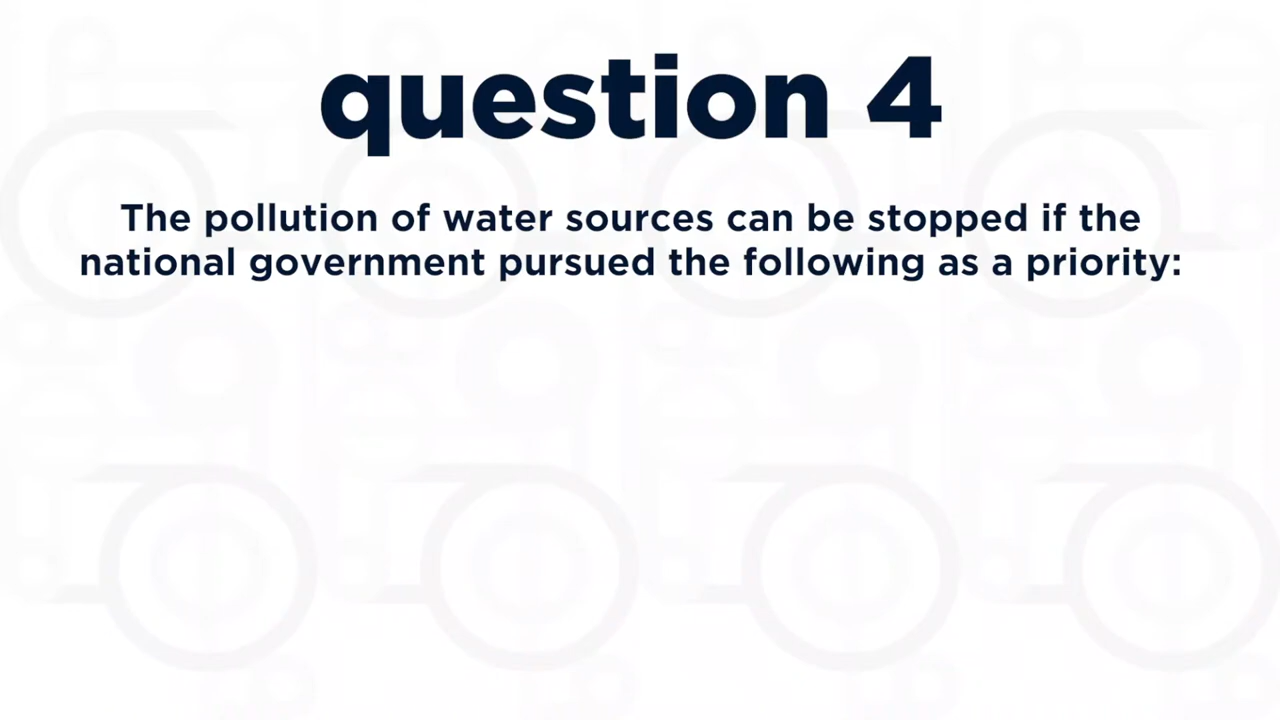 question 4
The pollution of water sources can be stopped if the
national government pursued the following as a priority: